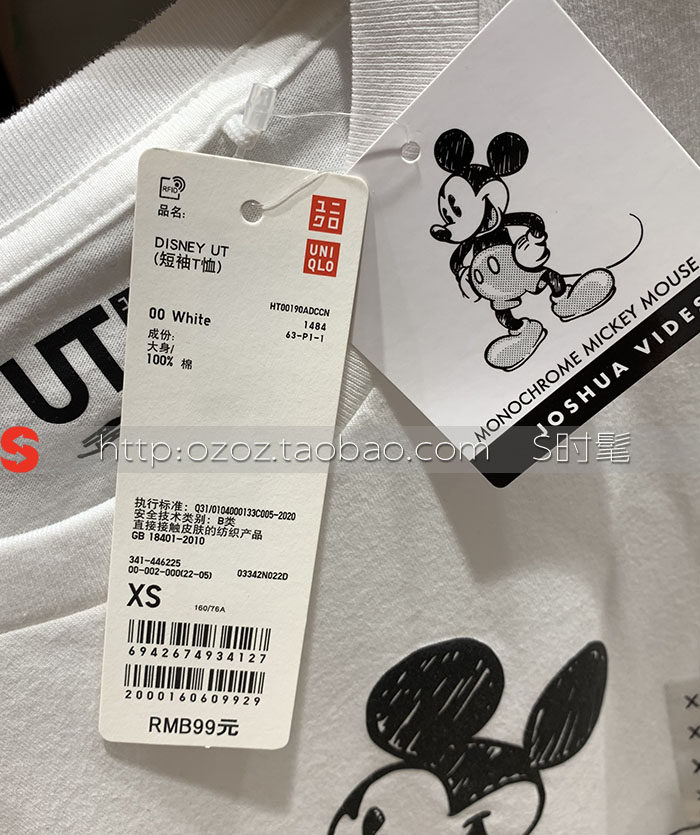 RFID
品名:
ユニ
クロ
UNI
QLO
DISNEY UT
(短袖T恤)
00 White
HT00190ADCCN
1484
63-P1-1
成份:
大身/
100% 棉
UT
MONOCHROME MICKEY MOUSE
JOSHUA VIDES
S http:ozoz.taobao.com S时髦
执行标准: Q31/0104000133C005-2020
安全技术类别: B类
直接接触皮肤的纺织产品
GB 18401-2010
341-446225
00-002-000(22-05) 03342N022D
XS 160/76A
6942674934127
2000160609929
RMB99元
X
X
X